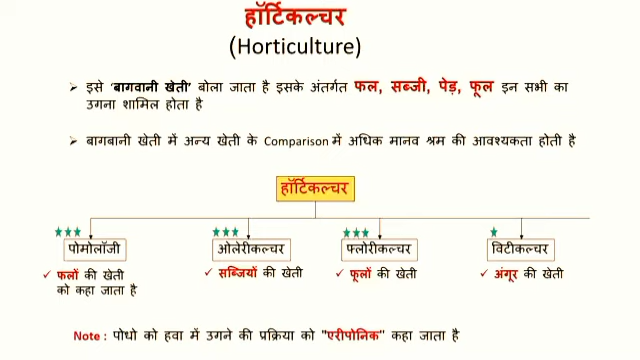 हॉर्टिकल्चर
(Horticulture)
➢ इसे 'बागवानी खेती' बोला जाता है इसके अंतर्गत फल, सब्जी, पेड़, फूल इन सभी का
उगना शामिल होता है
➢ बागबानी खेती में अन्य खेती के Comparison में अधिक मानव श्रम की आवश्यकता होती है
हॉर्टिकल्चर
पोमोलॉजी
✓ फलों की खेती
को कहा जाता है
ओलेरीकल्चर
✓ सब्जियों की खेती
फ्लोरीकल्चर
✓ फूलों की खेती
विटीकल्चर
✓ अंगूर की खेती
Note : पोधो को हवा में उगने की प्रक्रिया को "एरीपोनिक" कहा जाता है